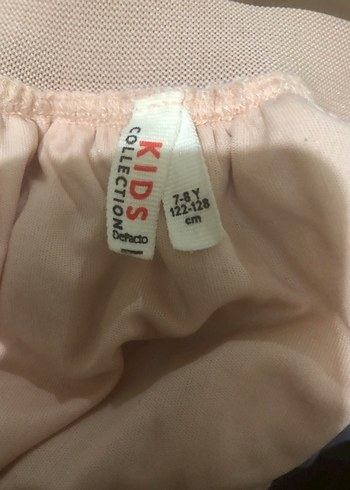 KIDS
COLLECTION
DeFacto
7-8 Y
122-128
cm